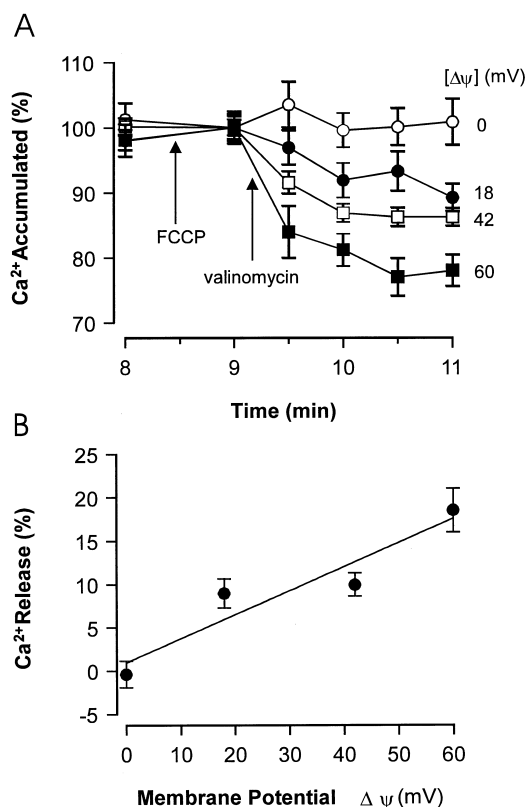 A
[Δψ] (mV)
110
100
90
80
70
Ca²⁺ Accumulated (%)
0
18
42
60
FCCP
valinomycin
8
9
10
11
Time (min)
B
25
20
15
10
5
0
-5
Ca²⁺ Release (%)
0 10 20 30 40 50 60
Membrane Potential Δ ψ (mV)